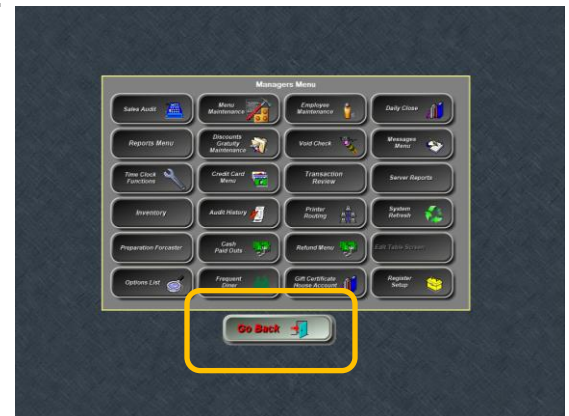 Managers Menu
Sales Audit
Menu
Maintenance
Employee
Maintenance
Daily Close
Reports Menu
Discounts
Gratuity
Maintenance
Void Check
Messages
Menu
Time Clock
Functions
Credit Card
Menu
Transaction
Review
Server Reports
Inventory
Audit History
Printer
Routing
System
Refresh
Preparation Forcaster
Cash
Paid Outs
Refund Menu
Edit Table Screen
Options List
Frequent
Diner
Gift Certificate
House Account
Register
Setup
Go Back